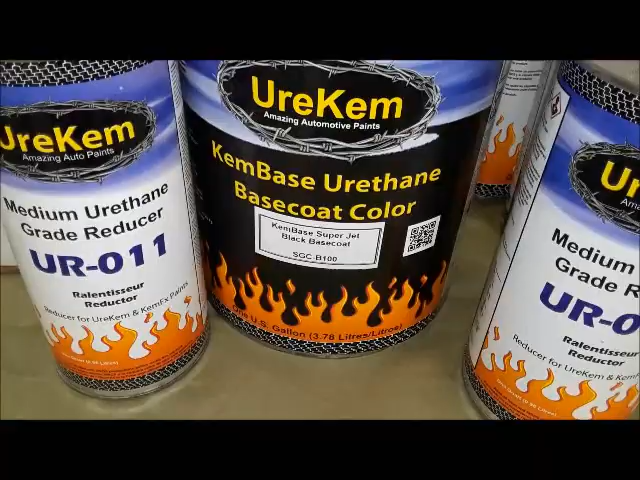 UreKem
Amazing Auto Paints
Medium Urethane
Grade Reducer
UR-011
Ralentisseur
Reductor
Reducer for UreKem & KemFx Paints
UreKem
Amazing Automotive Paints
KemBase Urethane
Basecoat Color
KemBase Super Jet
Black Basecoat
SGC B100
One U.S. Gallon (3.78 Litres/Litros)
Medium
Grade
UR-0
Ralentisseur
Reductor
Reducer for UreKem &